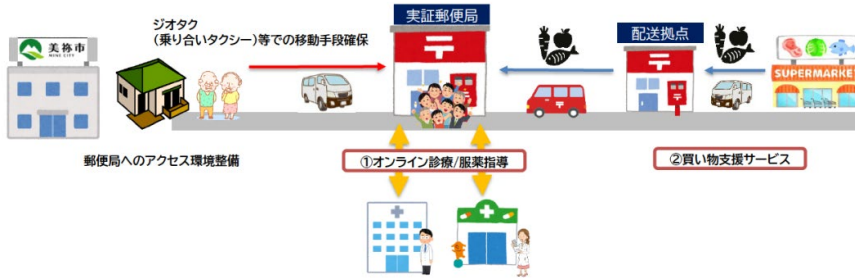 美祢市
MINE CITY
ジオタク
(乗り合いタクシー)等での移動手段確保
実証郵便局
配送拠点
SUPERMARKE
郵便局へのアクセス環境整備
①オンライン診療/服薬指導
②買い物支援サービス